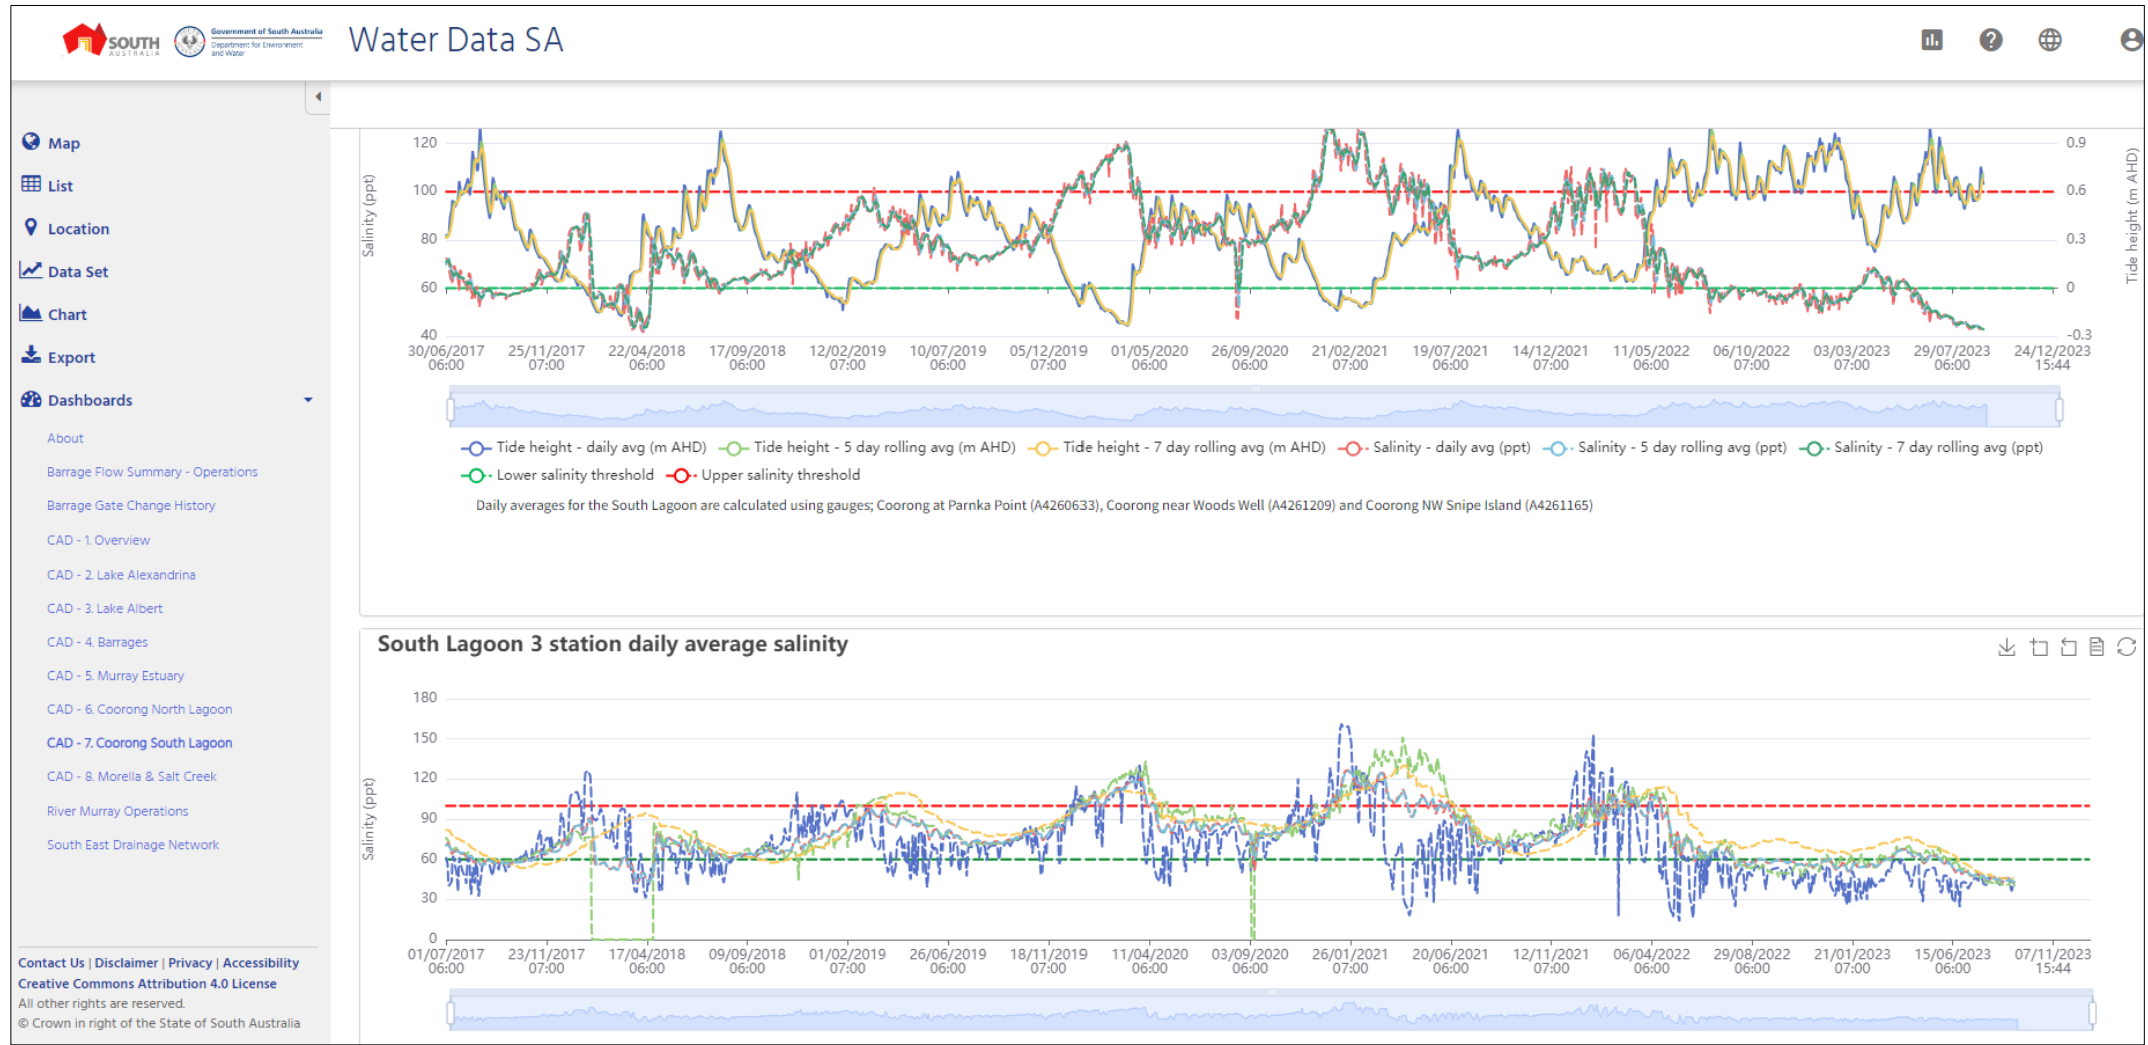 SOUTH
AUSTRALIA
Government of South Australia
Department for Environment
and Water
Water Data SA
Map
List
Location
Data Set
Chart
Export
Dashboards
About
Barrage Flow Summary - Operations
Barrage Gate Change History
CAD - 1. Overview
CAD - 2. Lake Alexandrina
CAD - 3. Lake Albert
CAD - 4. Barrages
CAD - 5. Murray Estuary
CAD - 6. Coorong North Lagoon
CAD - 7. Coorong South Lagoon
CAD - 8. Morella & Salt Creek
River Murray Operations
South East Drainage Network
Contact Us | Disclaimer | Privacy | Accessibility
Creative Commons Attribution 4.0 License
All other rights are reserved.
© Crown in right of the State of South Australia
Salinity (ppt)
120
100
80
60
40
0.9
0.6
0.3
0
-0.3
Tide height (m AHD)
30/06/2017 25/11/2017 22/04/2018 17/09/2018 12/02/2019 10/07/2019 05/12/2019 01/05/2020 26/09/2020 21/02/2021 19/07/2021 14/12/2021 11/05/2022 06/10/2022 03/03/2023 29/07/2023 24/12/2023
06:00 07:00 06:00 06:00 07:00 06:00 07:00 06:00 06:00 07:00 06:00 07:00 06:00 07:00 07:00 06:00 15:44
Tide height - daily avg (m AHD) Tide height - 5 day rolling avg (m AHD) Tide height - 7 day rolling avg (m AHD) Salinity - daily avg (ppt) Salinity - 5 day rolling avg (ppt) Salinity - 7 day rolling avg (ppt)
Lower salinity threshold Upper salinity threshold
Daily averages for the South Lagoon are calculated using gauges; Coorong at Parnka Point (A4260633), Coorong near Woods Well (A4261209) and Coorong NW Snipe Island (A4261165)
South Lagoon 3 station daily average salinity
Salinity (ppt)
180
150
120
90
60
30
0
01/07/2017 23/11/2017 17/04/2018 09/09/2018 01/02/2019 26/06/2019 18/11/2019 11/04/2020 03/09/2020 26/01/2021 20/06/2021 12/11/2021 06/04/2022 29/08/2022 21/01/2023 15/06/2023 07/11/2023
06:00 07:00 06:00 06:00 07:00 06:00 07:00 06:00 06:00 07:00 06:00 07:00 06:00 06:00 07:00 06:00 15:44